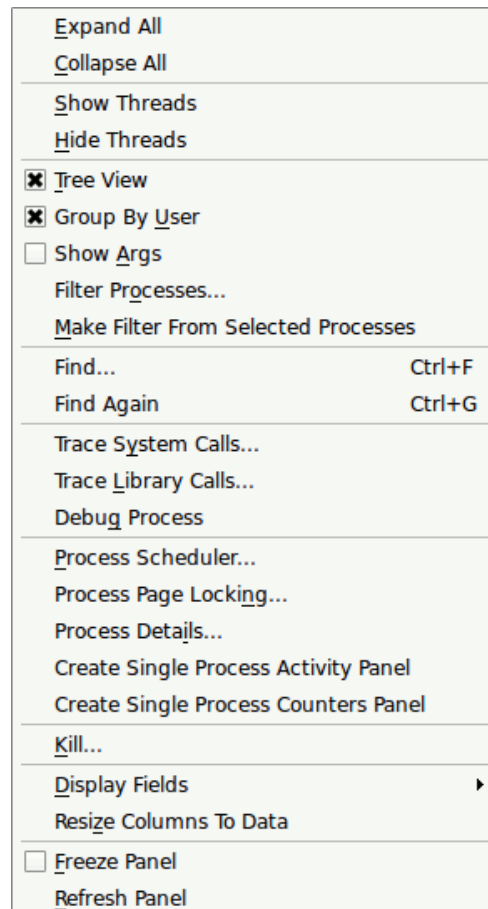 Expand All
Collapse All
Show Threads
Hide Threads
Tree View
Group By User
Show Args
Filter Processes...
Make Filter From Selected Processes
Find... Ctrl+F
Find Again Ctrl+G
Trace System Calls...
Trace Library Calls...
Debug Process
Process Scheduler...
Process Page Locking...
Process Details...
Create Single Process Activity Panel
Create Single Process Counters Panel
Kill...
Display Fields
Resize Columns To Data
Freeze Panel
Refresh Panel